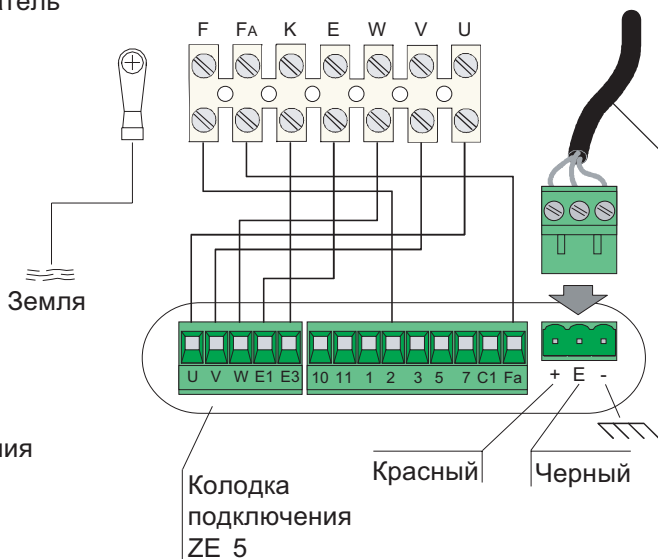 атель
F FA K E W V U
Земля
U V W E1 E3 10 11 1 2 3 5 7 C1 Fa
+ E -
ния
Красный
Черный
Колодка
подключения
ZE 5